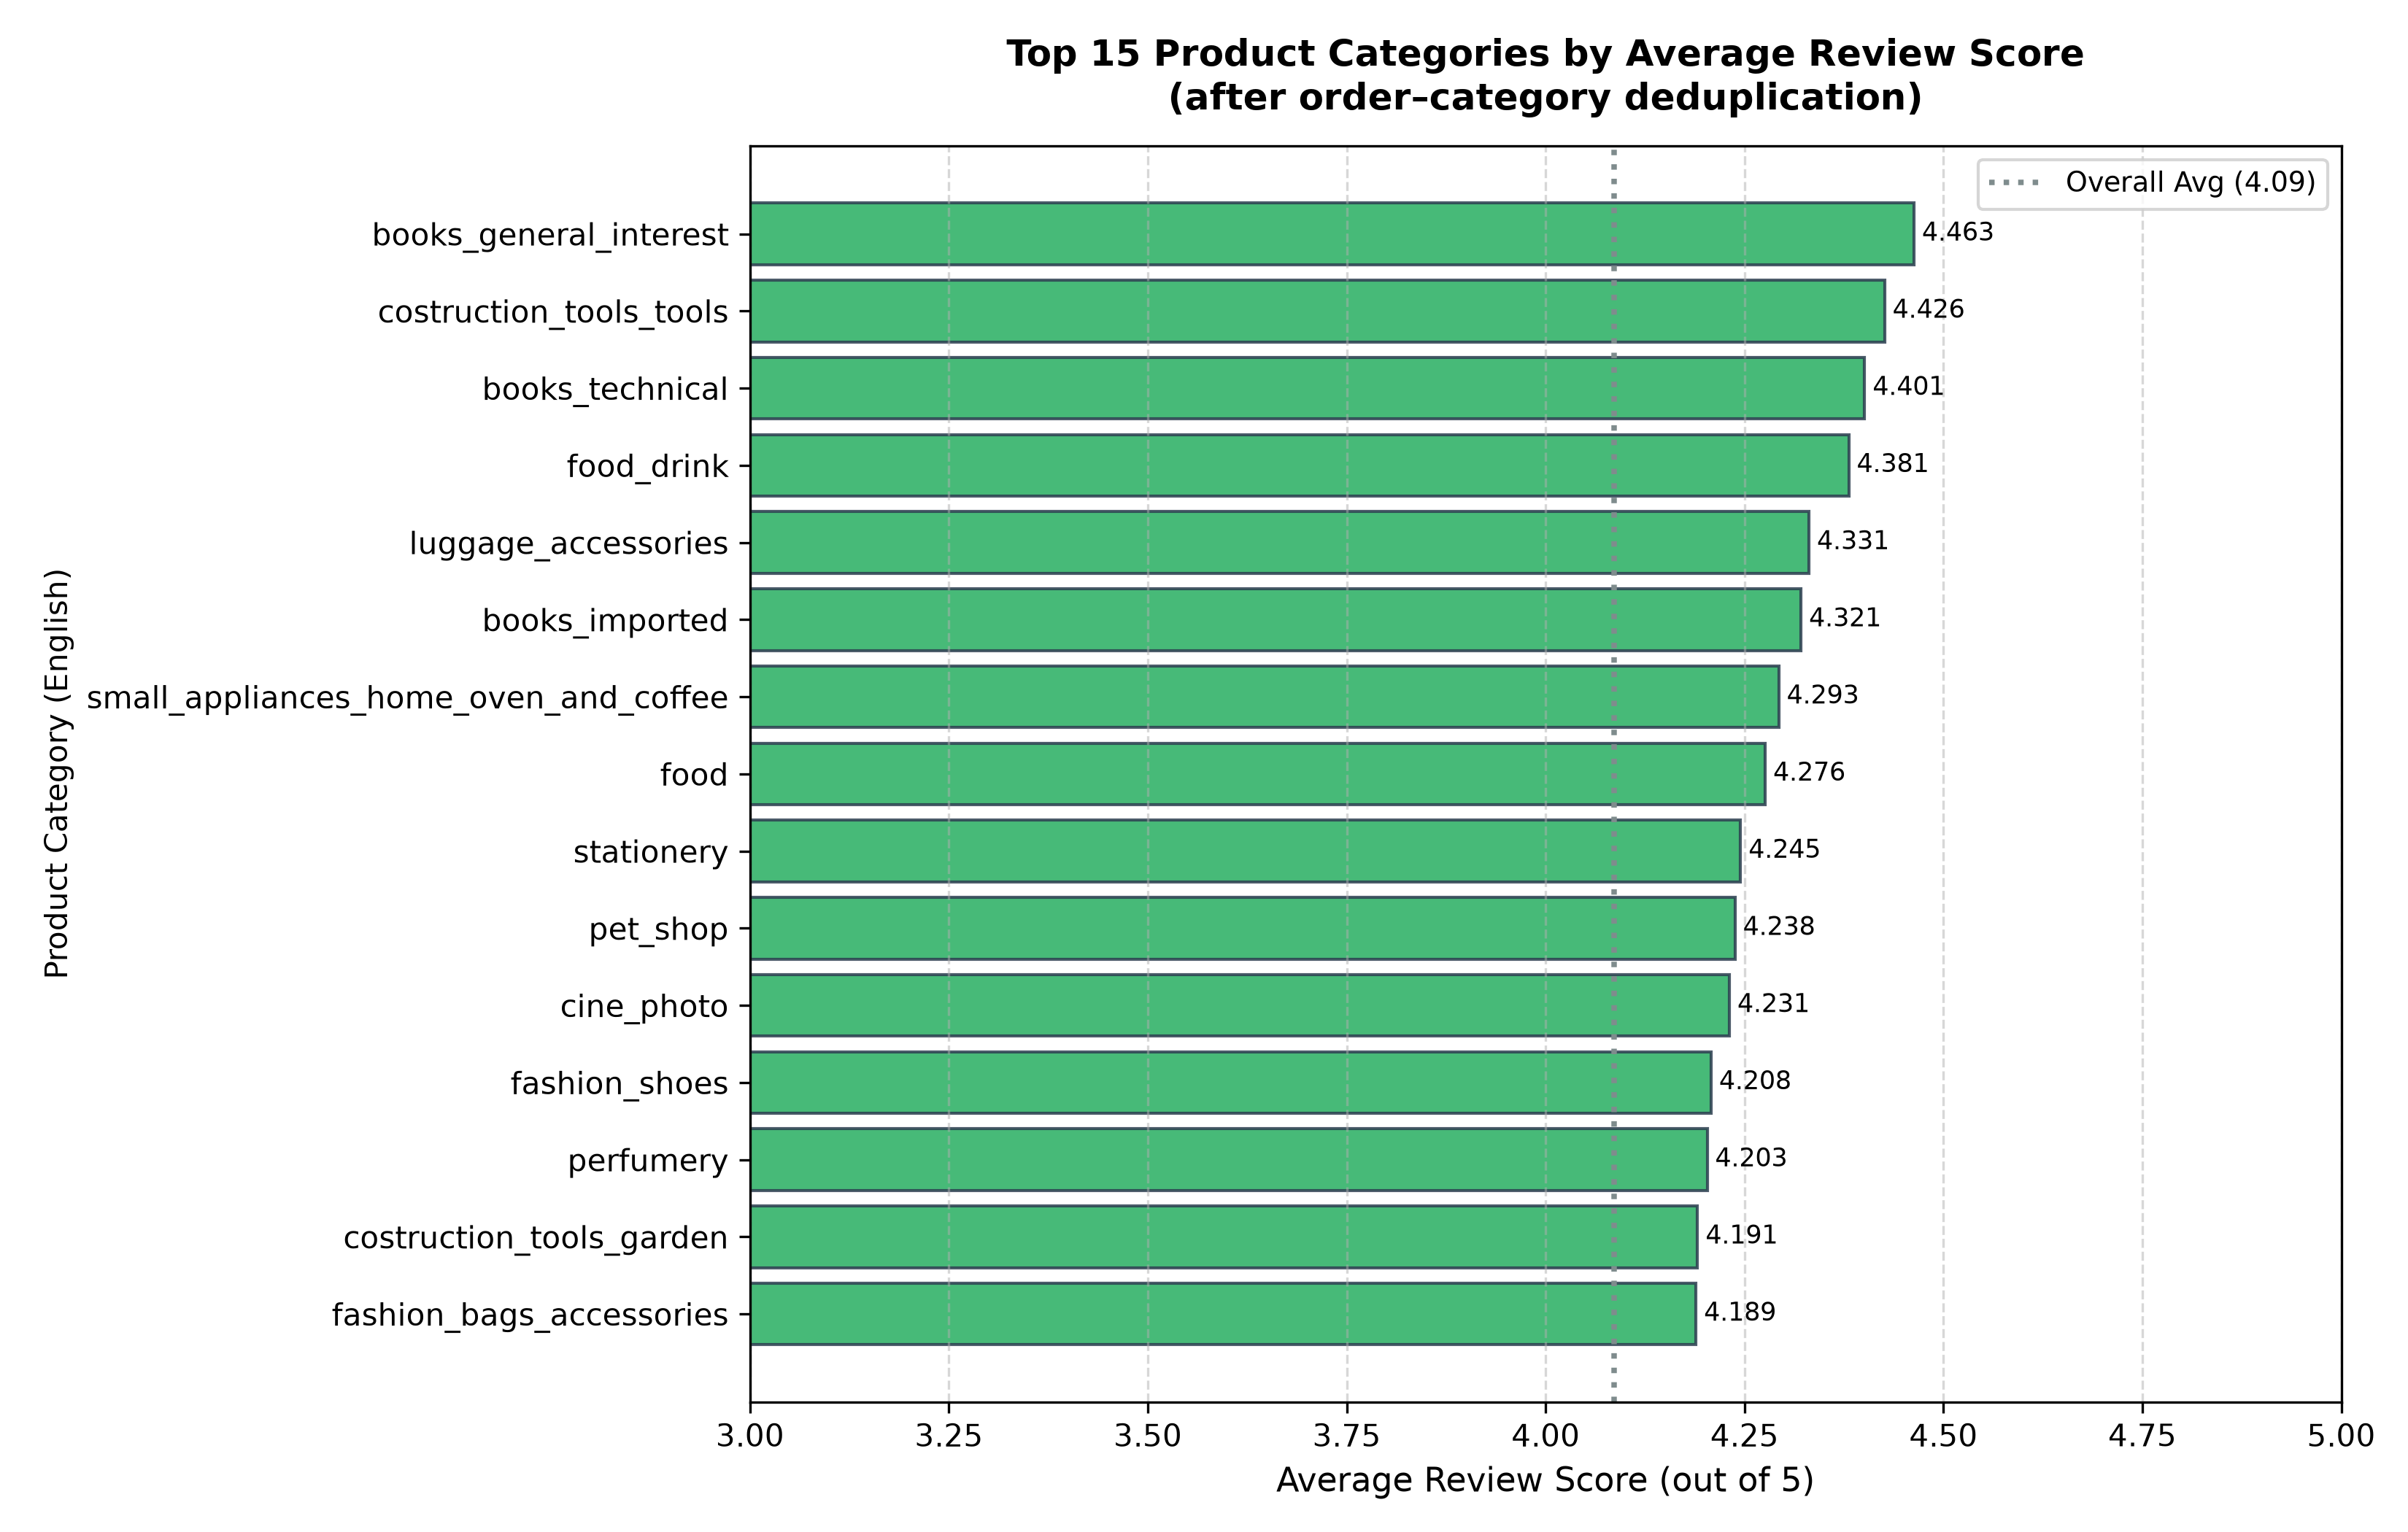 Top 15 Product Categories by Average Review Score
(after order–category deduplication)
Overall Avg (4.09)
Product Category (English)
books_general_interest 4.463
costruction_tools_tools 4.426
books_technical 4.401
food_drink 4.381
luggage_accessories 4.331
books_imported 4.321
small_appliances_home_oven_and_coffee 4.293
food 4.276
stationery 4.245
pet_shop 4.238
cine_photo 4.231
fashion_shoes 4.208
perfumery 4.203
costruction_tools_garden 4.191
fashion_bags_accessories 4.189
3.00 3.25 3.50 3.75 4.00 4.25 4.50 4.75 5.00
Average Review Score (out of 5)